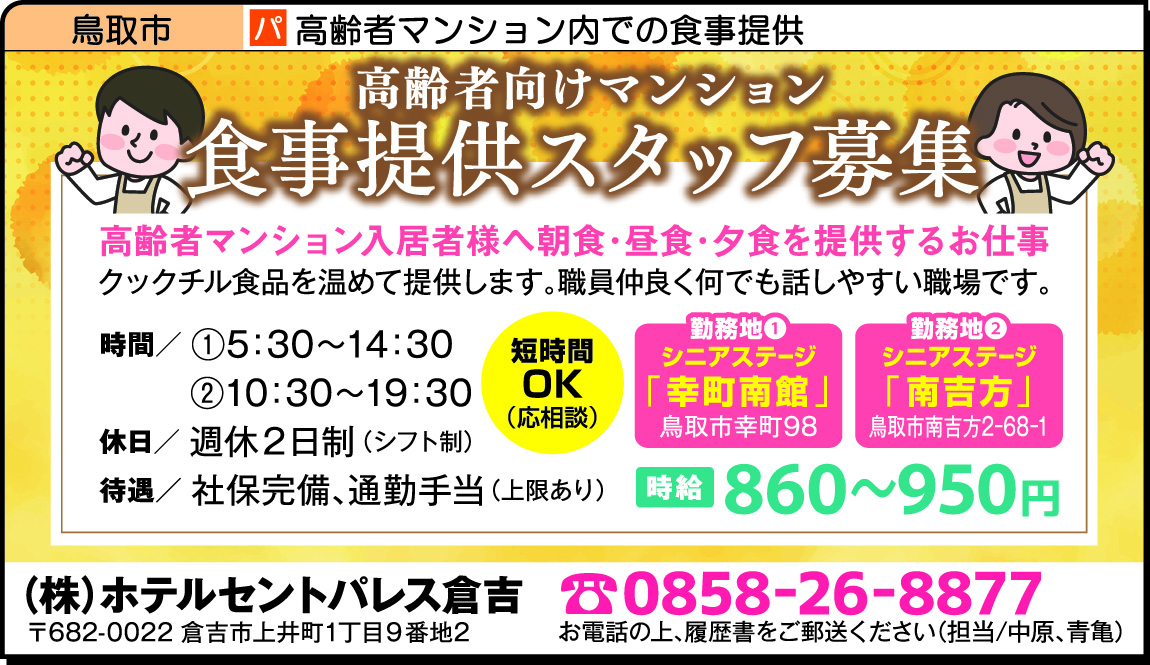 鳥取市
パ 高齢者マンション内での食事提供
高齢者向けマンション
食事提供スタッフ募集
高齢者マンション入居者様へ朝食・昼食・夕食を提供するお仕事
クックチル食品を温めて提供します。職員仲良く何でも話しやすい職場です。
時間／ ①5:30〜14:30
②10:30〜19:30
休日／ 週休2日制（シフト制）
待遇／ 社保完備、通勤手当（上限あり）
短時間
OK
（応相談）
勤務地❶
シニアステージ
「幸町南館」
鳥取市幸町98
勤務地❷
シニアステージ
「南吉方」
鳥取市南吉方2-68-1
時給 860〜950円
（株）ホテルセントパレス倉吉
〒682-0022 倉吉市上井町1丁目9番地2
☎0858-26-8877
お電話の上、履歴書をご郵送ください（担当/中原、青亀）